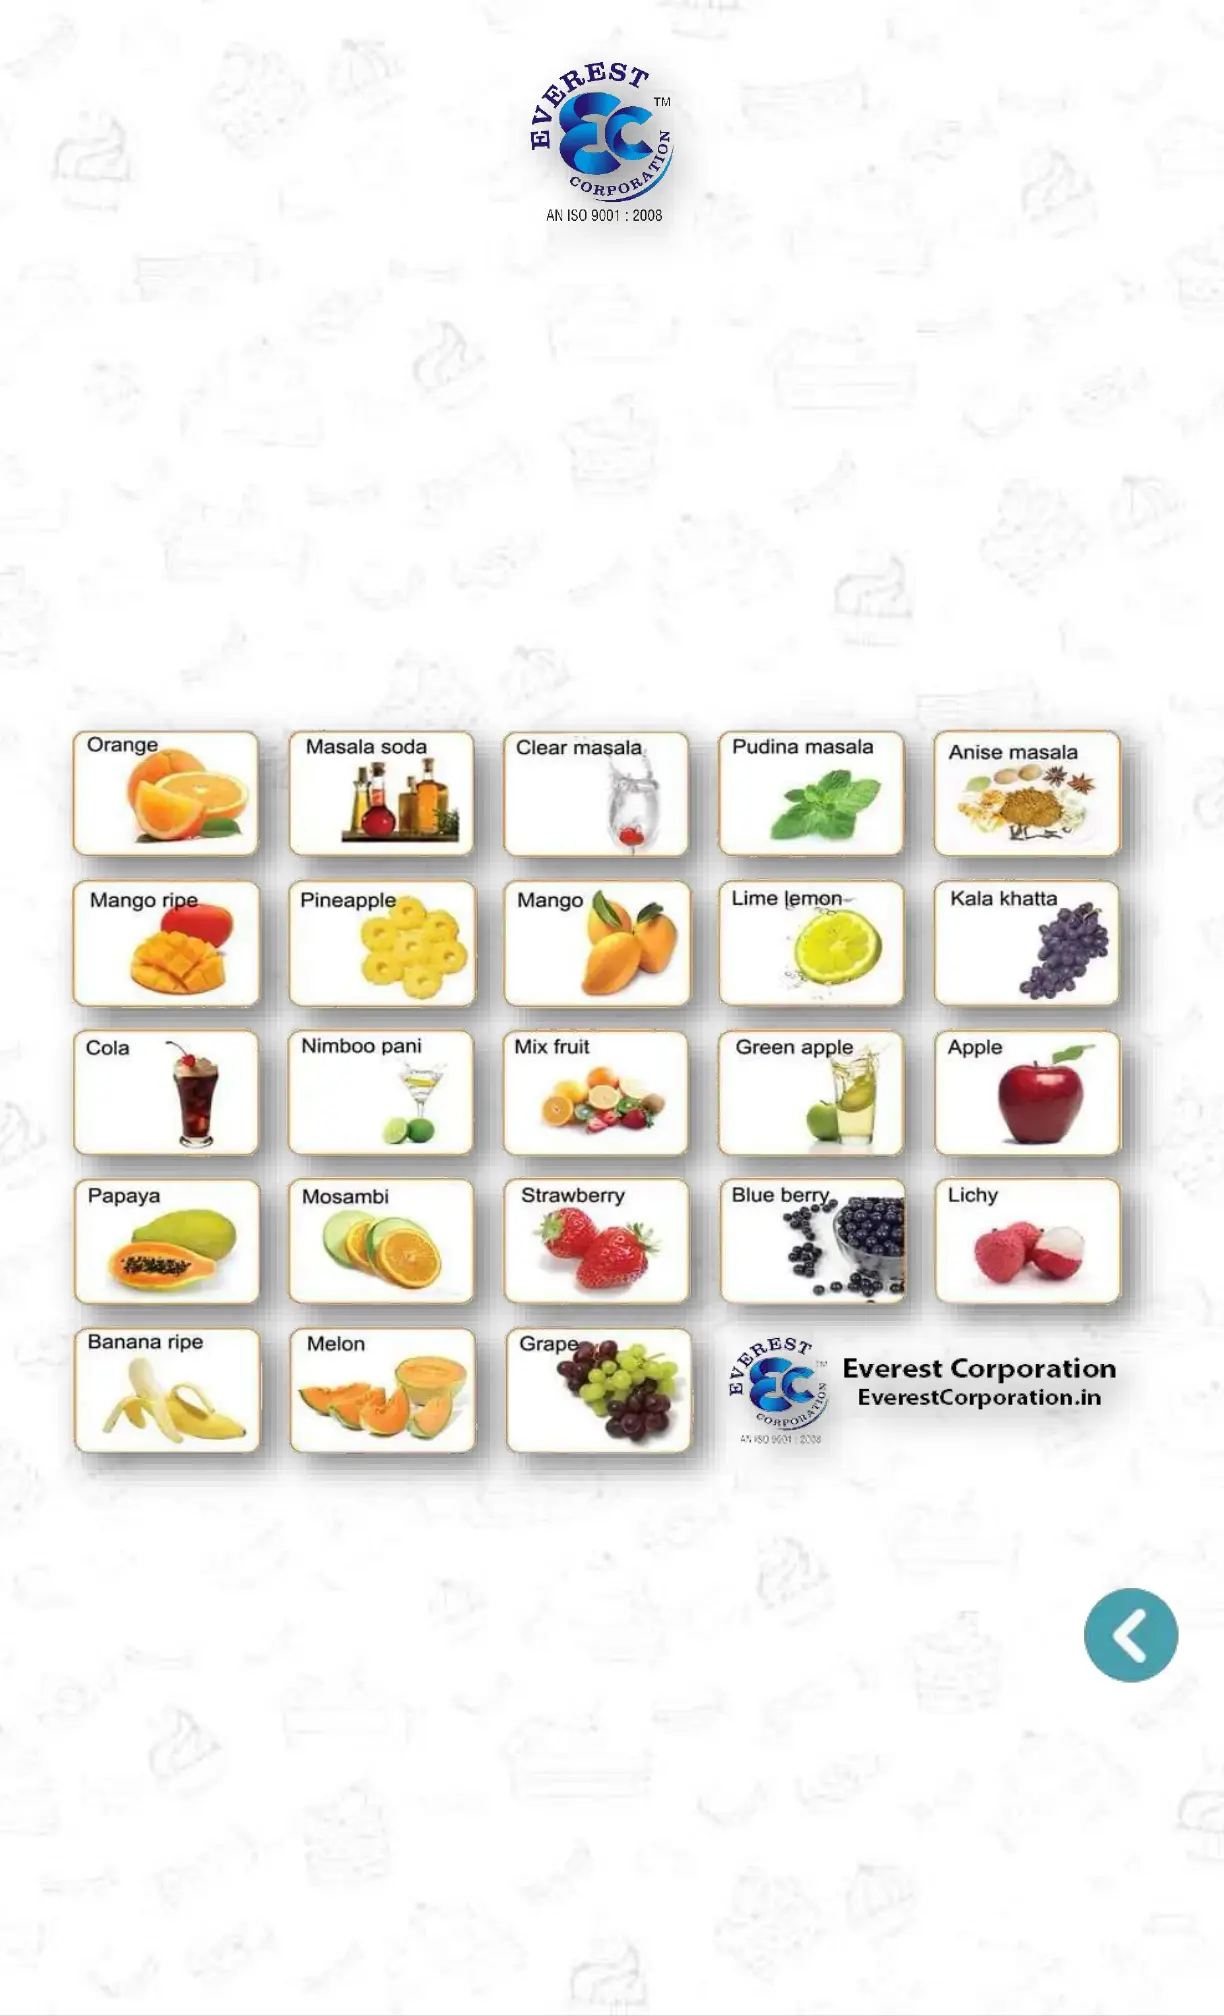 EVEREST
TM
CORPORATION
AN ISO 9001 : 2008
Orange
Masala soda
Clear masala
Pudina masala
Anise masala
Mango ripe
Pineapple
Mango
Lime lemon
Kala khatta
Cola
Nimboo pani
Mix fruit
Green apple
Apple
Papaya
Mosambi
Strawberry
Blue berry
Lichy
Banana ripe
Melon
Grape
EVEREST
TM
CORPORATION
AN ISO 9001 : 2008
Everest Corporation
EverestCorporation.in